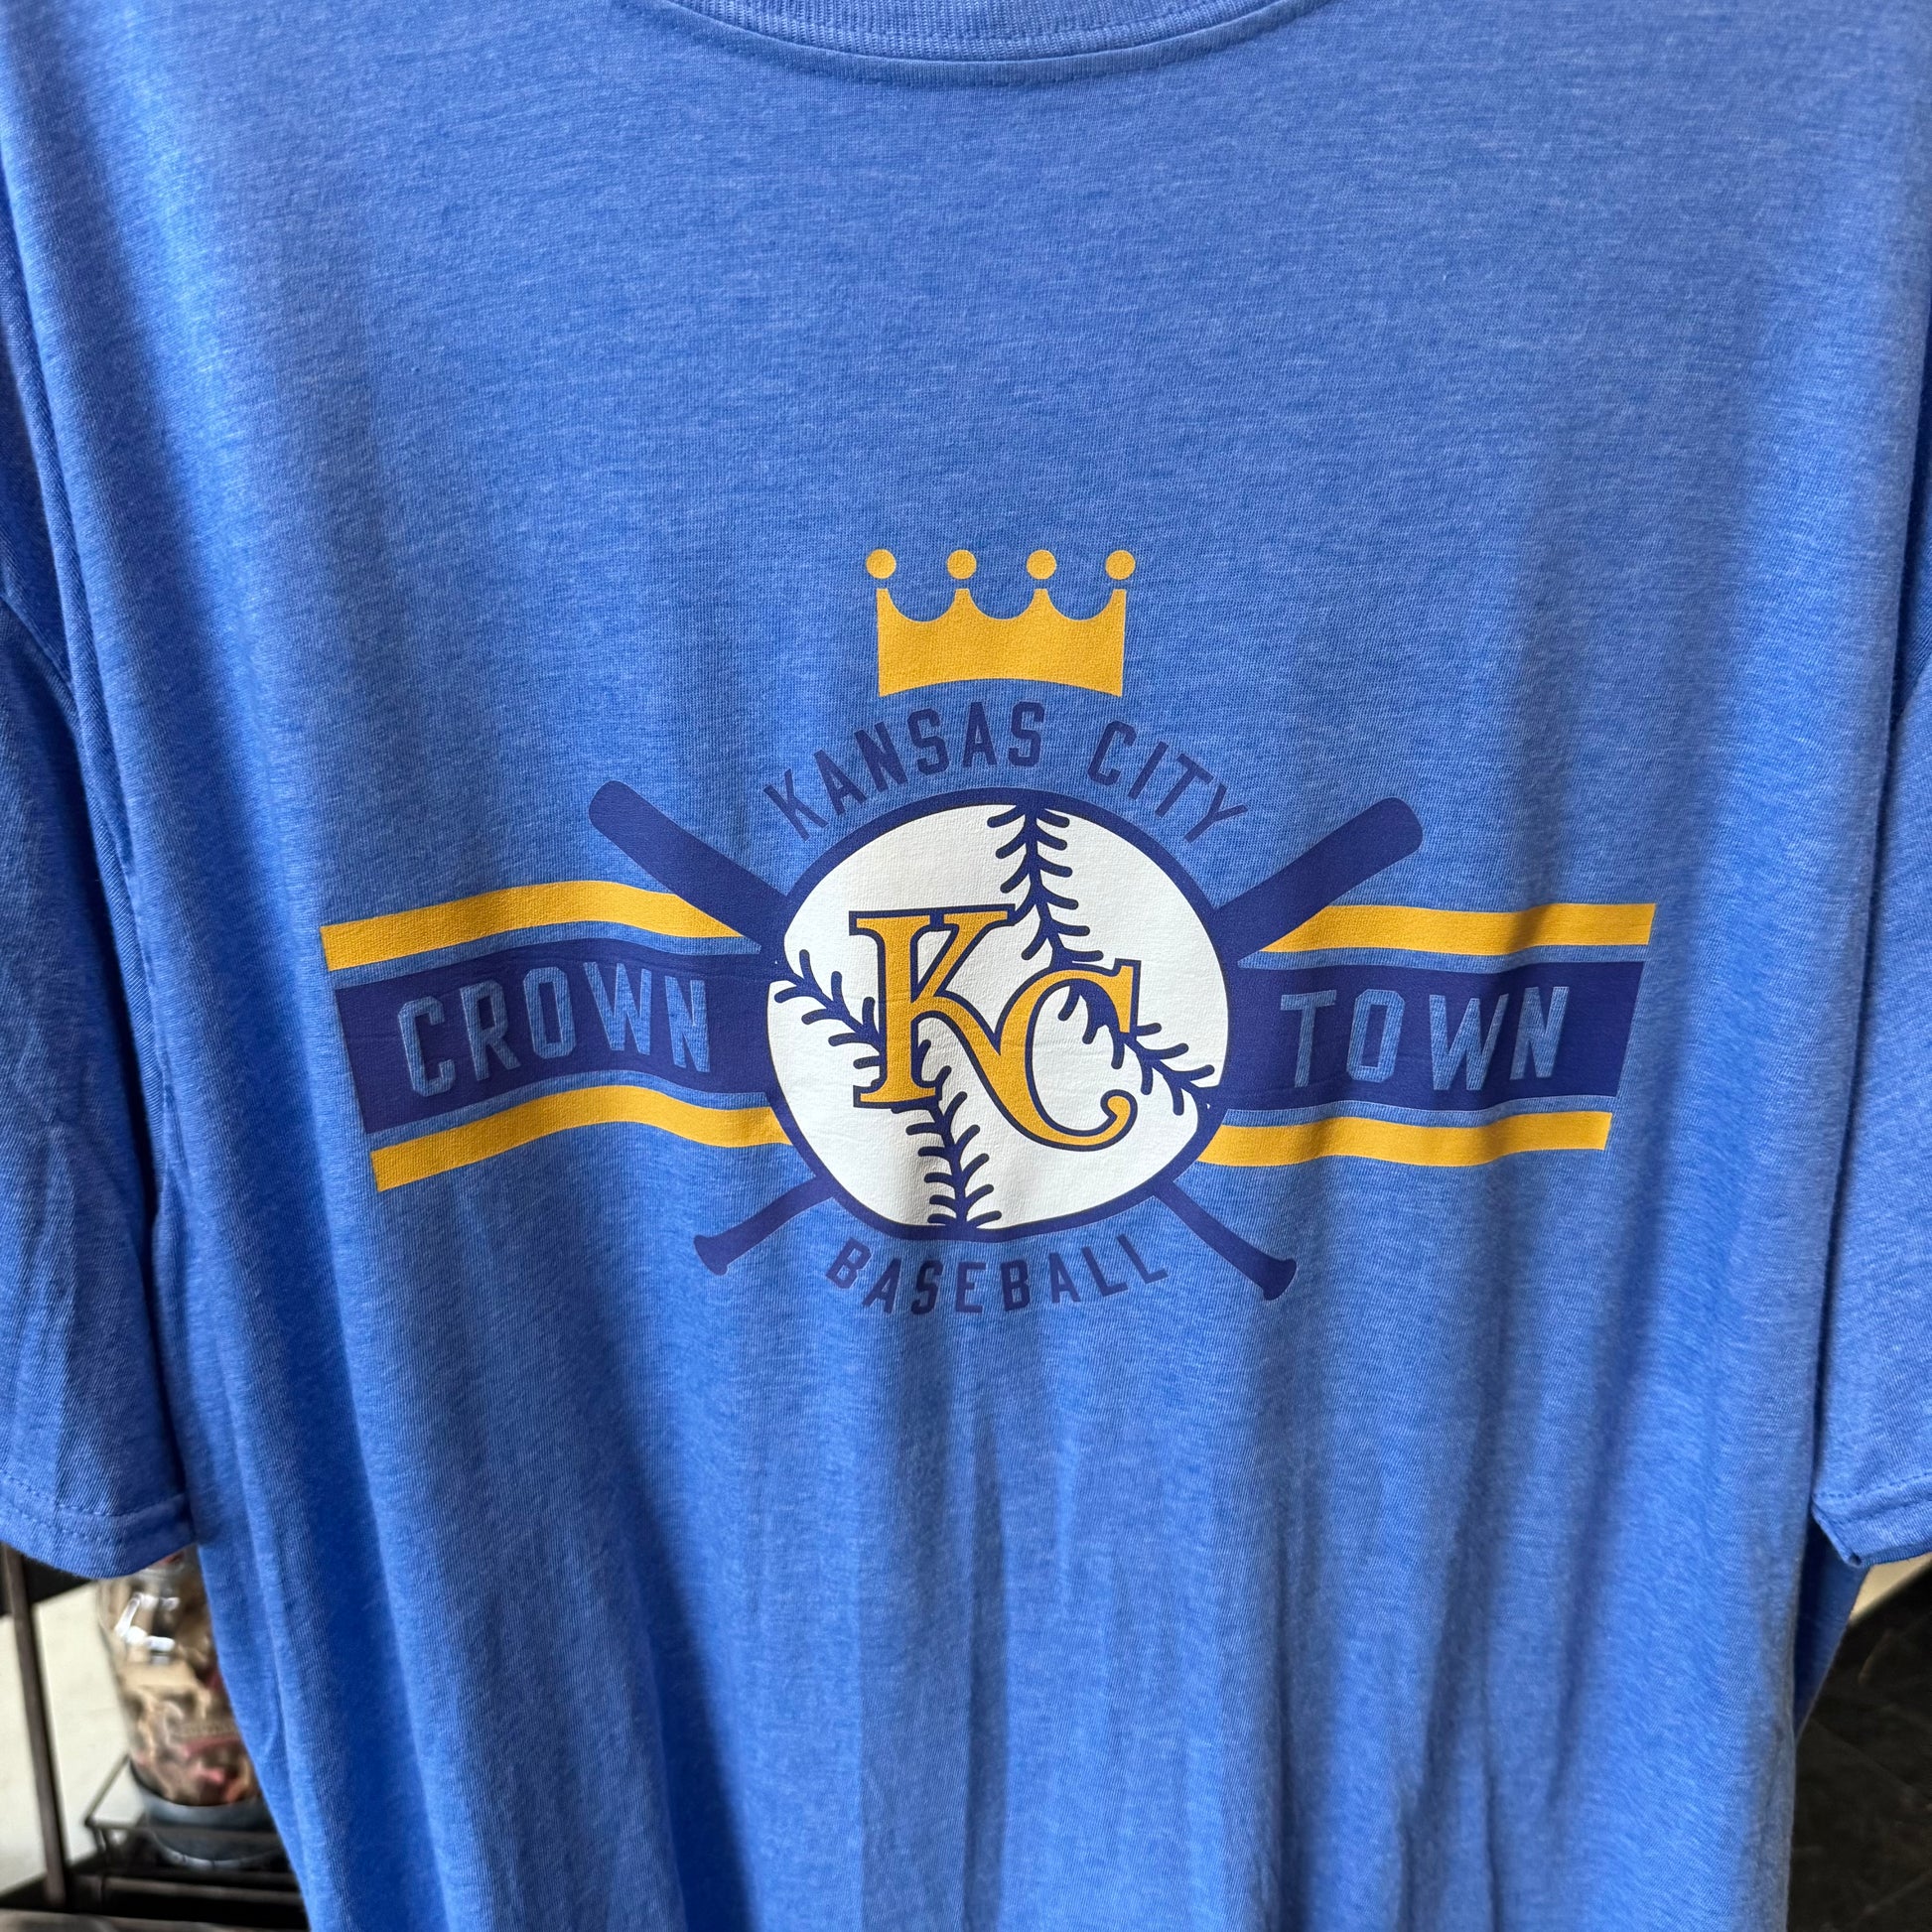 KANSAS CITY
CROWN KC TOWN
BASEBALL